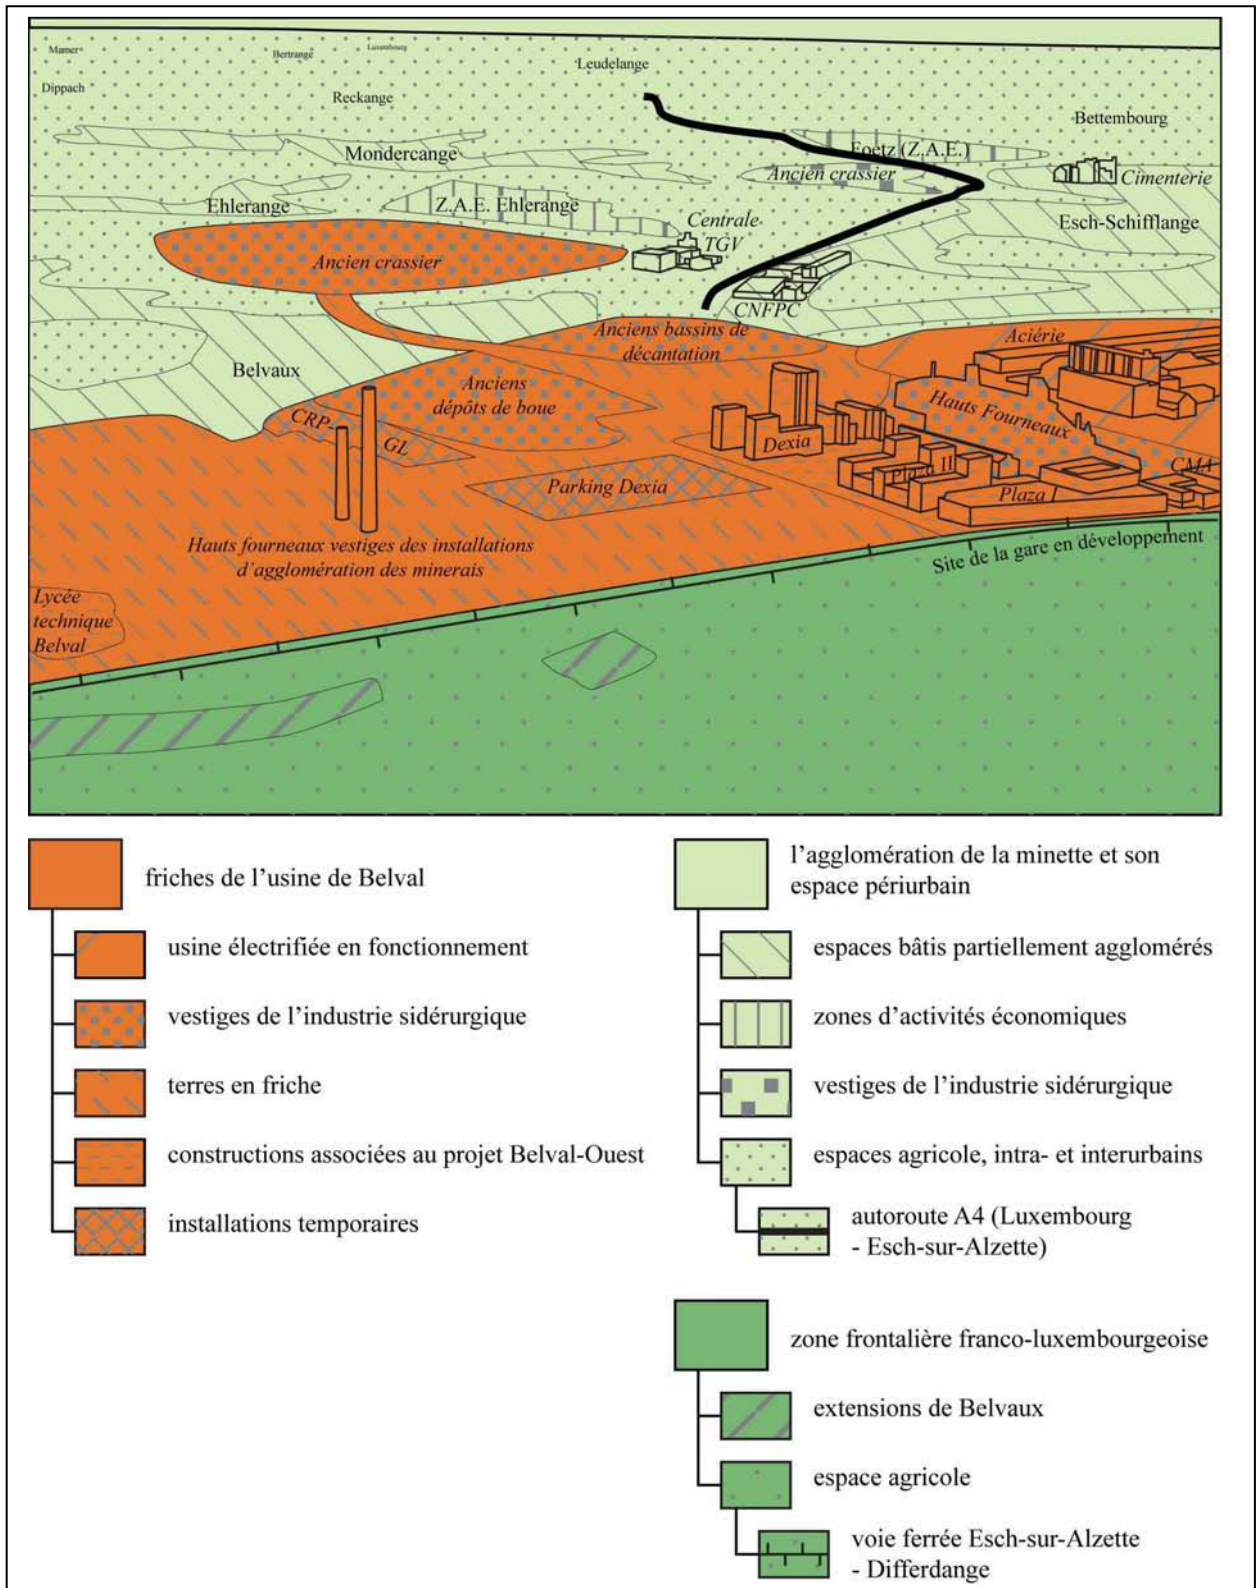 Mamer
Bertrange
Luxembourg
Leudelange
Dippach
Reckange
Bettembourg
Mondercange
Foetz (Z.A.E.)
Ancien crassier
Cimenterie
Ehlerange
Z.A.E. Ehlerange
Centrale
TGV
Esch-Schifflange
Ancien crassier
CNFPC
Anciens bassins de
décantation
Aciérie
Belvaux
Anciens
dépôts de boue
Hauts Fourneaux
CRP-
GL
Dexia
Plaza II
CMA
Parking Dexia
Plaza I
Hauts fourneaux vestiges des installations
d'agglomération des minerais
Site de la gare en développement
Lycée
technique
Belval
friches de l'usine de Belval
usine électrifiée en fonctionnement
vestiges de l'industrie sidérurgique
terres en friche
constructions associées au projet Belval-Ouest
installations temporaires
l'agglomération de la minette et son
espace périurbain
espaces bâtis partiellement agglomérés
zones d'activités économiques
vestiges de l'industrie sidérurgique
espaces agricole, intra- et interurbains
autoroute A4 (Luxembourg
- Esch-sur-Alzette)
zone frontalière franco-luxembourgeoise
extensions de Belvaux
espace agricole
voie ferrée Esch-sur-Alzette
- Differdange